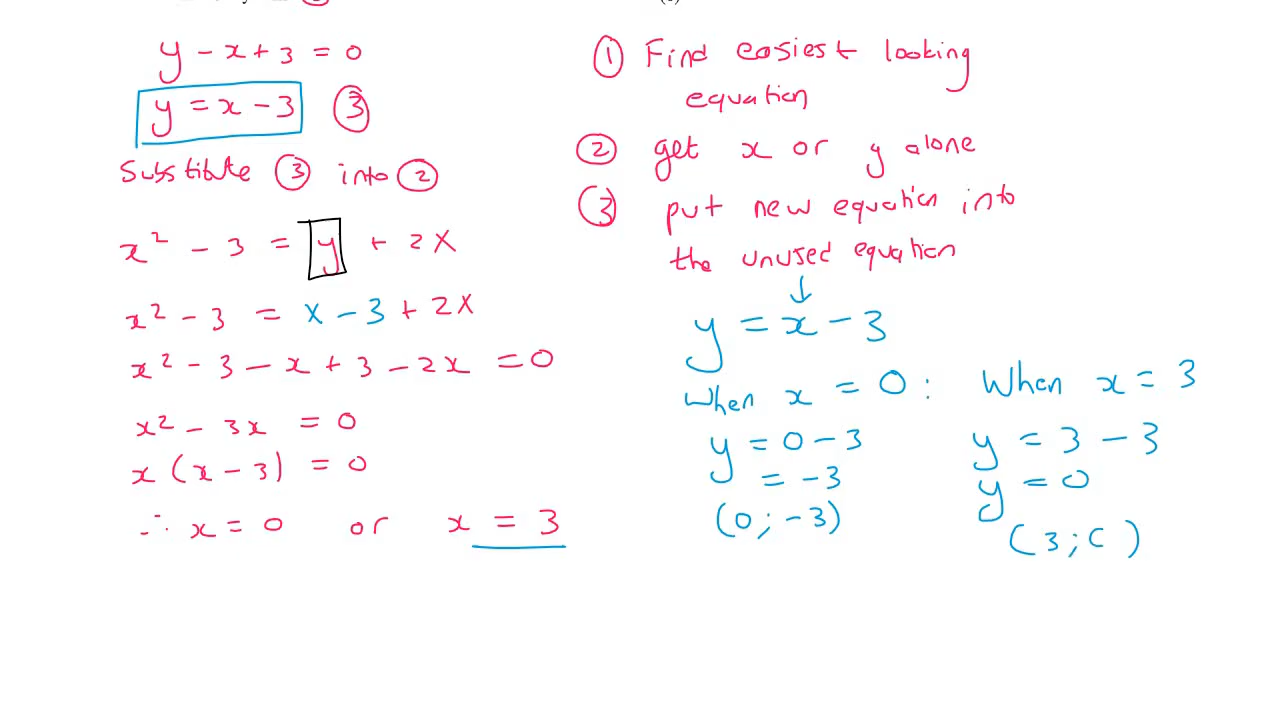 y - x + 3 = 0
y = x - 3 ③
Substitute ③ into ②
x² - 3 = y + 2x
x² - 3 = x - 3 + 2x
x² - 3 - x + 3 - 2x = 0
x² - 3x = 0
x (x - 3) = 0
∴ x = 0 or x = 3
① Find easiest looking
equation
② get x or y alone
③ put new equation into
the unused equation
↓
y = x - 3
When x = 0 :
y = 0 - 3
= -3
(0 ; -3)
When x = 3
y = 3 - 3
y = 0
(3 ; C )